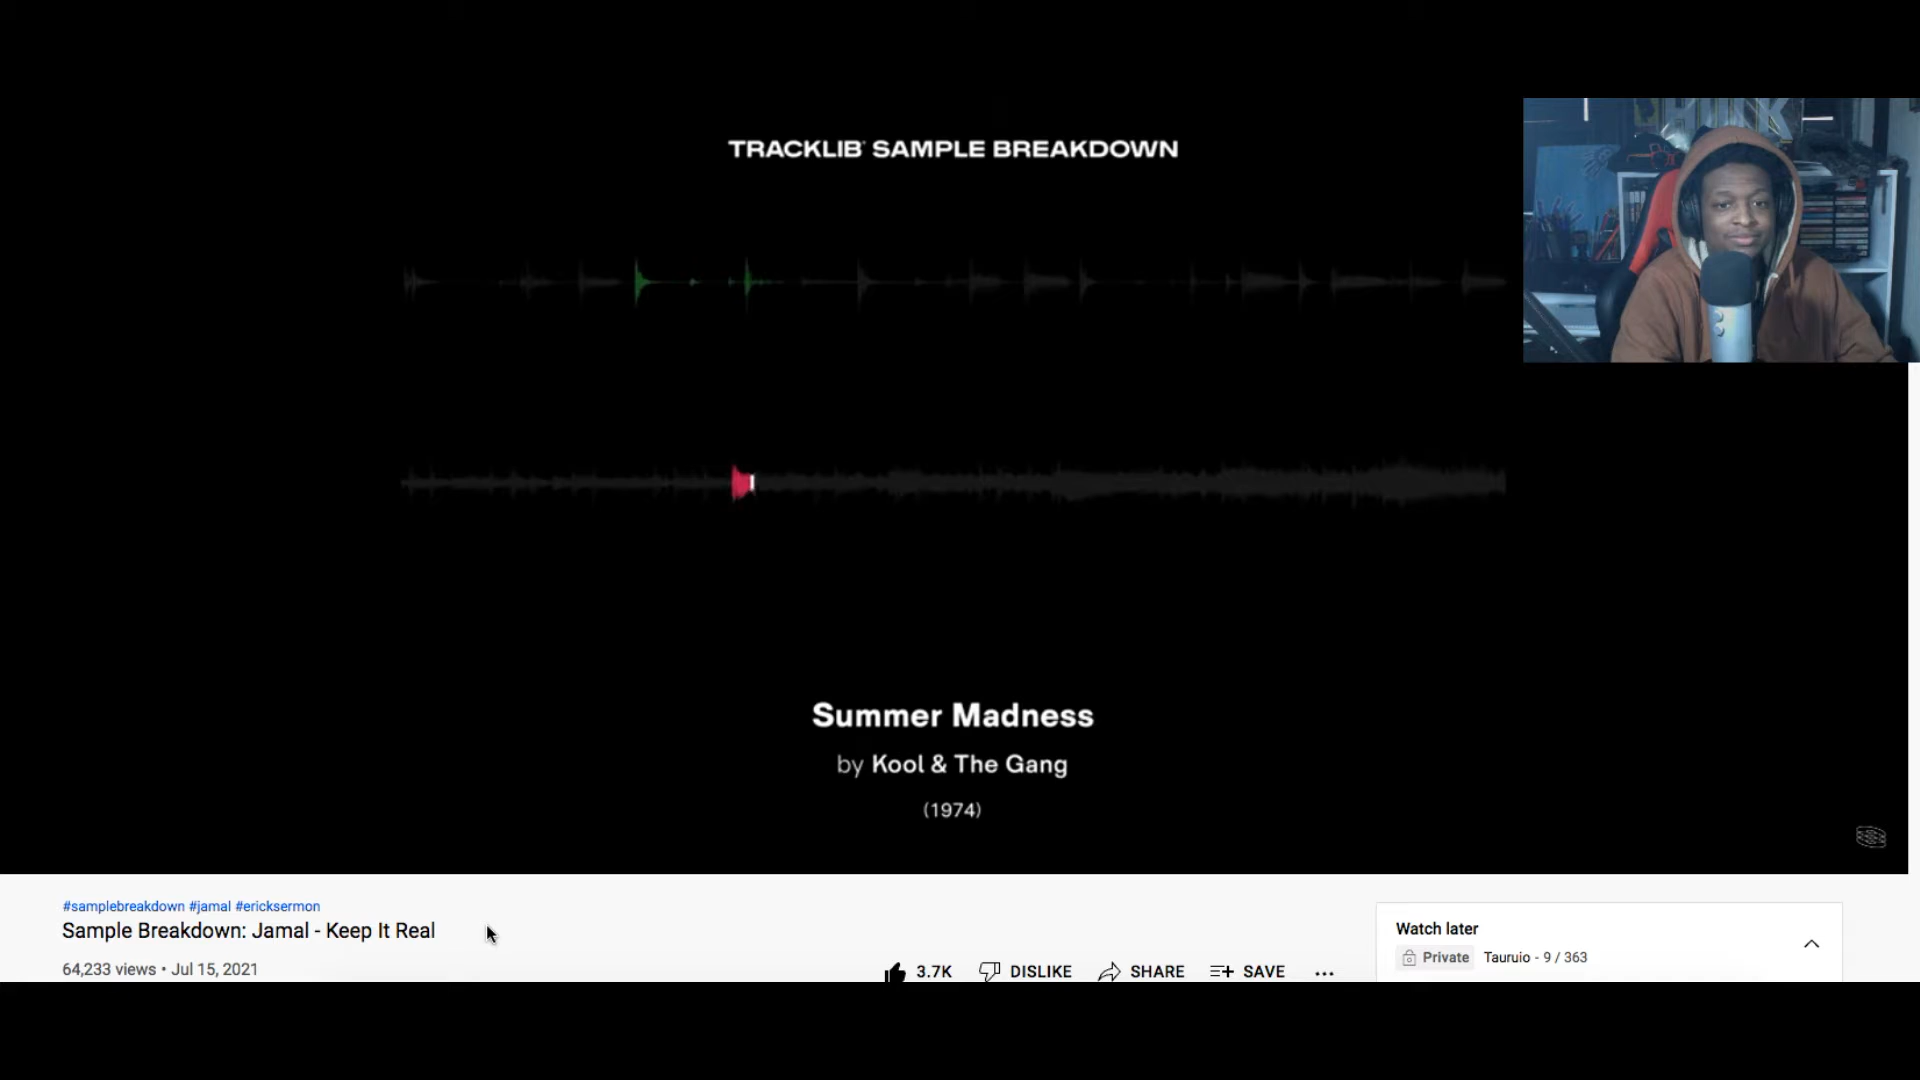 TRACKLIB SAMPLE BREAKDOWN
Summer Madness
by Kool & The Gang
(1974)
#samplebreakdown #jamal #ericksermon
Sample Breakdown: Jamal - Keep It Real
64,233 views • Jul 15, 2021
3.7K DISLIKE SHARE SAVE ...
Watch later
Private Tauruio - 9 / 363